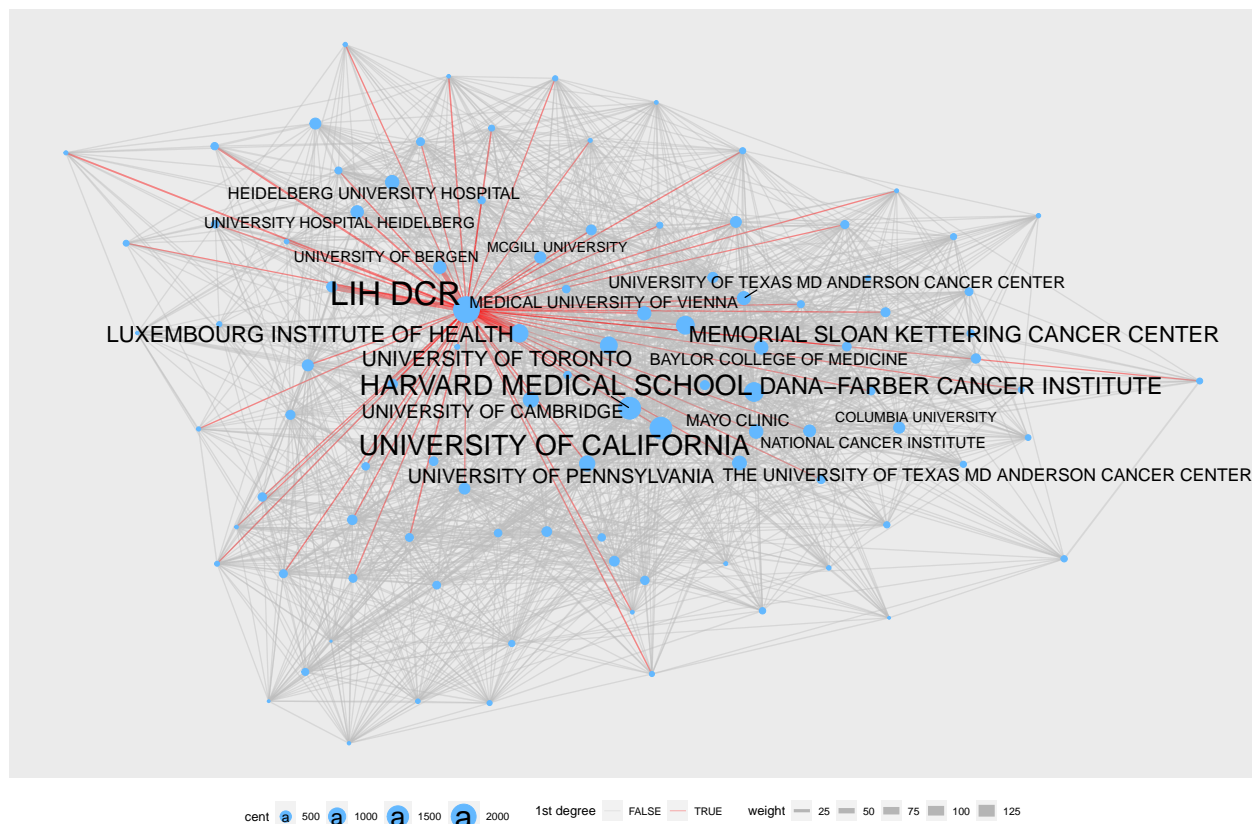 HEIDELBERG UNIVERSITY HOSPITAL
UNIVERSITY HOSPITAL HEIDELBERG
MCGILL UNIVERSITY
UNIVERSITY OF BERGEN
UNIVERSITY OF TEXAS MD ANDERSON CANCER CENTER
LIH DCR
MEDICAL UNIVERSITY OF VIENNA
LUXEMBOURG INSTITUTE OF HEALTH
MEMORIAL SLOAN KETTERING CANCER CENTER
UNIVERSITY OF TORONTO
BAYLOR COLLEGE OF MEDICINE
HARVARD MEDICAL SCHOOL
DANA−FARBER CANCER INSTITUTE
UNIVERSITY OF CAMBRIDGE
MAYO CLINIC
COLUMBIA UNIVERSITY
UNIVERSITY OF CALIFORNIA
NATIONAL CANCER INSTITUTE
UNIVERSITY OF PENNSYLVANIA
THE UNIVERSITY OF TEXAS MD ANDERSON CANCER CENTER
cent a 500 a 1000 a 1500 a 2000 1st degree FALSE TRUE weight 25 50 75 100 125